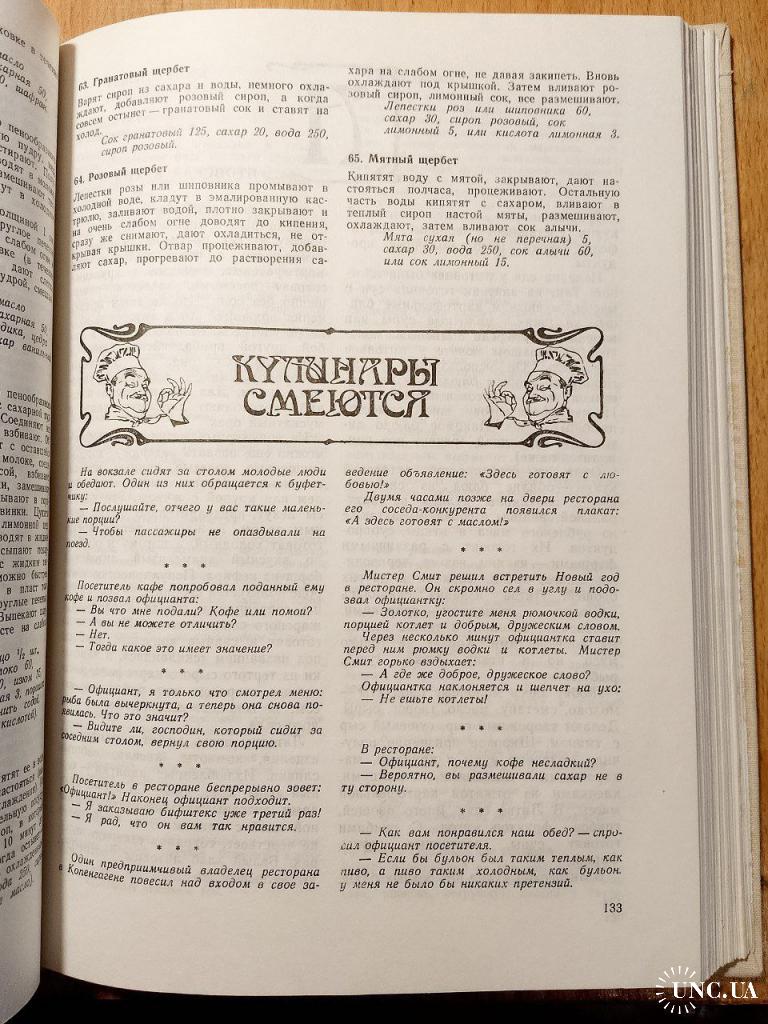 63. Гранатовый щербет
Варят сироп из сахара и воды, немного охла-
ждают, добавляют розовый сироп, а когда
совсем остынет — гранатовый сок и ставят на
холод.
Сок гранатовый 125, сахар 20, вода 250,
сироп розовый.
64. Розовый щербет
Лепестки розы или шиповника промывают в
холодной воде, кладут в эмалированную кас-
трюлю, заливают водой, плотно закрывают и
на очень слабом огне доводят до кипения,
сразу же снимают, дают охладиться, не от-
крывая крышки. Отвар процеживают, добав-
ляют сахар, прогревают до растворения са-
хара на слабом огне, не давая закипеть. Вновь
охлаждают под крышкой. Затем вливают ро-
зовый сироп, лимонный сок, все размешивают.
Лепестки роз или шиповника 60,
сахар 30, сироп розовый, сок
лимонный 5, или кислота лимонная 3.
65. Мятный щербет
Кипятят воду с мятой, закрывают, дают на-
стояться полчаса, процеживают. Остальную
часть воды кипятят с сахаром, вливают в
теплый сироп настой мяты, размешивают,
охлаждают, затем вливают сок алычи.
Мята сухая (но не перечная) 5,
сахар 30, вода 250, сок алычи 60,
или сок лимонный 15.
КУЛИНАРЫ
СМЕЮТСЯ
На вокзале сидят за столом молодые люди
и обедают. Один из них обращается к буфет-
чику:
— Послушайте, отчего у вас такие малень-
кие порции?
— Чтобы пассажиры не опаздывали на
поезд.
* * *
Посетитель кафе попробовал поданный ему
кофе и позвал официанта:
— Вы что мне подали? Кофе или помои?
— А вы не можете отличить?
— Нет.
— Тогда какое это имеет значение?
* * *
— Официант, я только что смотрел меню:
рыба была вычеркнута, а теперь она снова по-
явилась. Что это значит?
— Видите ли, господин, который сидит за
соседним столом, вернул свою порцию.
* * *
Посетитель в ресторане беспрерывно зовет:
«Официант!» Наконец официант подходит.
— Я заказываю бифштекс уже третий раз!
— Я рад, что он вам так нравится.
* * *
Один предприимчивый владелец ресторана
в Копенгагене повесил над входом в свое за-
ведение объявление: «Здесь готовят с лю-
бовью!»
Двумя часами позже на двери ресторана
его соседа-конкурента появился плакат:
«А здесь готовят с маслом!»
* * *
Мистер Смит решил встретить Новый год
в ресторане. Он скромно сел в углу и подо-
звал официантку:
— Золотко, угостите меня рюмочкой водки,
порцией котлет и добрым, дружеским словом.
Через несколько минут официантка ставит
перед ним рюмку водки и котлеты. Мистер
Смит горько вздыхает:
— А где же доброе, дружеское слово?
Официантка наклоняется и шепчет на ухо:
— Не ешьте котлеты!
* * *
В ресторане:
— Официант, почему кофе несладкий?
— Вероятно, вы размешивали сахар не в
ту сторону.
* * *
— Как вам понравился наш обед? — спро-
сил официант посетителя.
— Если бы бульон был таким теплым, как
пиво, а пиво таким холодным, как бульон,
у меня не было бы никаких претензий.
133
UNC.UA